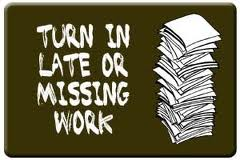 TURN IN
LATE OR
MISSING
WORK